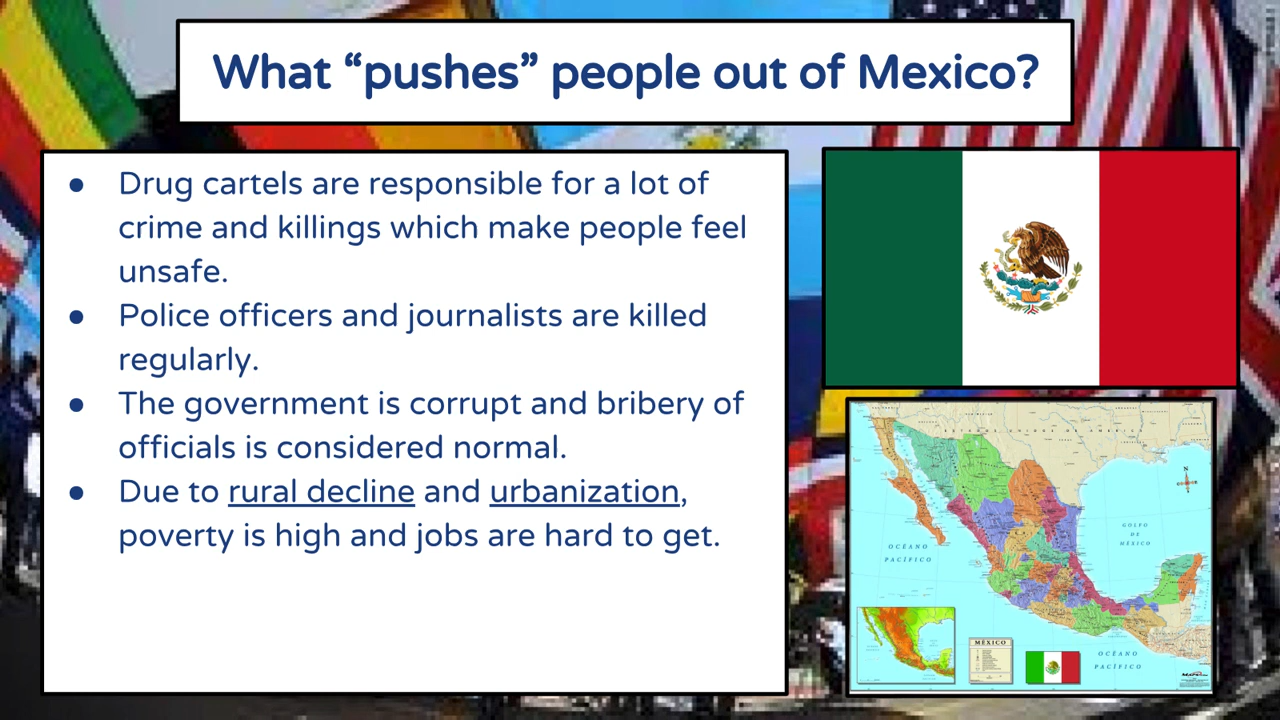 What “pushes” people out of Mexico?
● Drug cartels are responsible for a lot of
crime and killings which make people feel
unsafe.
● Police officers and journalists are killed
regularly.
● The government is corrupt and bribery of
officials is considered normal.
● Due to rural decline and urbanization,
poverty is high and jobs are hard to get.
OCÉANO
PACÍFICO
GOLFO
DE
MÉXICO
MÉXICO
OCÉANO
PACÍFICO